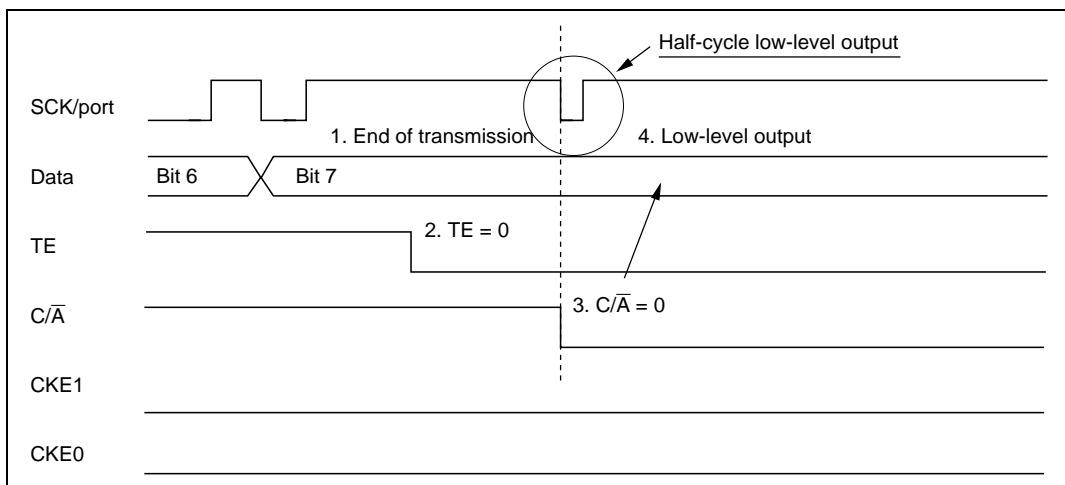 Half-cycle low-level output
SCK/port
1. End of transmission
4. Low-level output
Data
Bit 6
Bit 7
TE
2. TE = 0
C/A̅
3. C/A̅ = 0
CKE1
CKE0